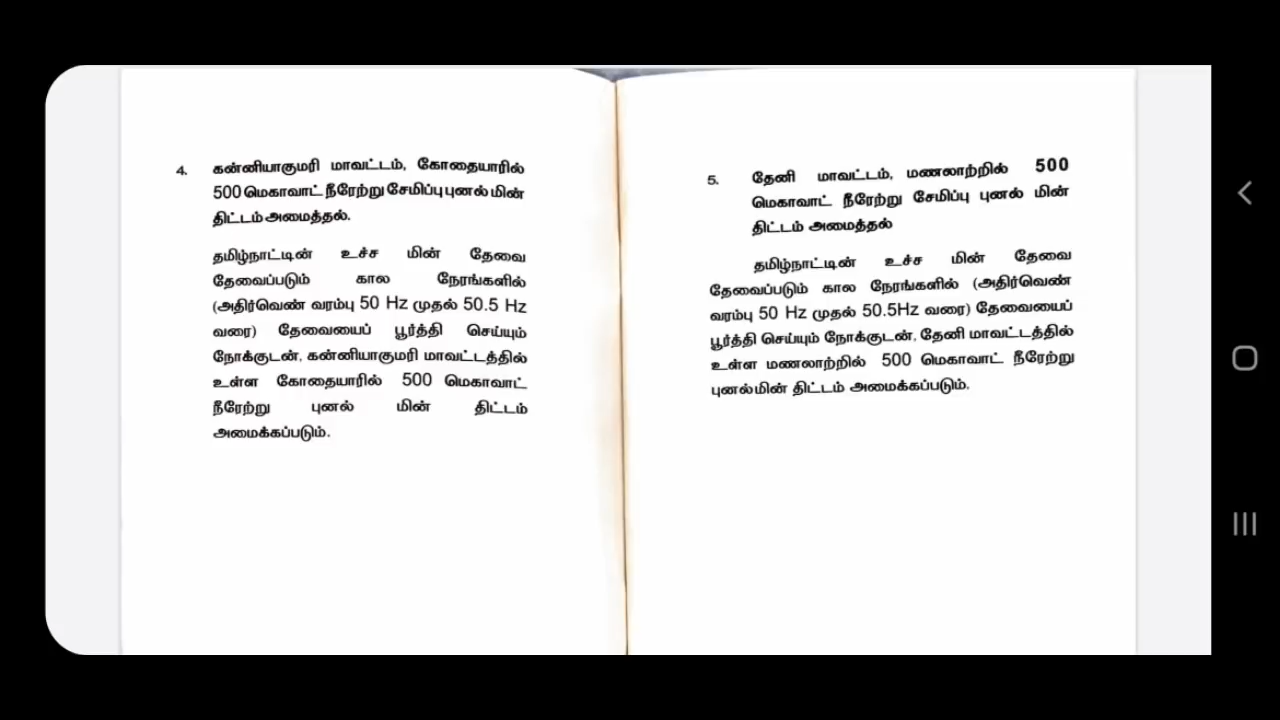 4. கன்னியாகுமரி மாவட்டம், கோதையாரில்
500 மெகாவாட் நீரேற்று சேமிப்பு புனல் மின்
திட்டம் அமைத்தல்.
தமிழ்நாட்டின் உச்ச மின் தேவை
தேவைப்படும் கால நேரங்களில்
(அதிர்வெண் வரம்பு 50 Hz முதல் 50.5 Hz
வரை) தேவையைப் பூர்த்தி செய்யும்
நோக்குடன், கன்னியாகுமரி மாவட்டத்தில்
உள்ள கோதையாரில் 500 மெகாவாட்
நீரேற்று புனல் மின் திட்டம்
அமைக்கப்படும்.
5. தேனி மாவட்டம், மணலாற்றில் 500
மெகாவாட் நீரேற்று சேமிப்பு புனல் மின்
திட்டம் அமைத்தல்
தமிழ்நாட்டின் உச்ச மின் தேவை
தேவைப்படும் கால நேரங்களில் (அதிர்வெண்
வரம்பு 50 Hz முதல் 50.5Hz வரை) தேவையைப்
பூர்த்தி செய்யும் நோக்குடன், தேனி மாவட்டத்தில்
உள்ள மணலாற்றில் 500 மெகாவாட் நீரேற்று
புனல்மின் திட்டம் அமைக்கப்படும்.